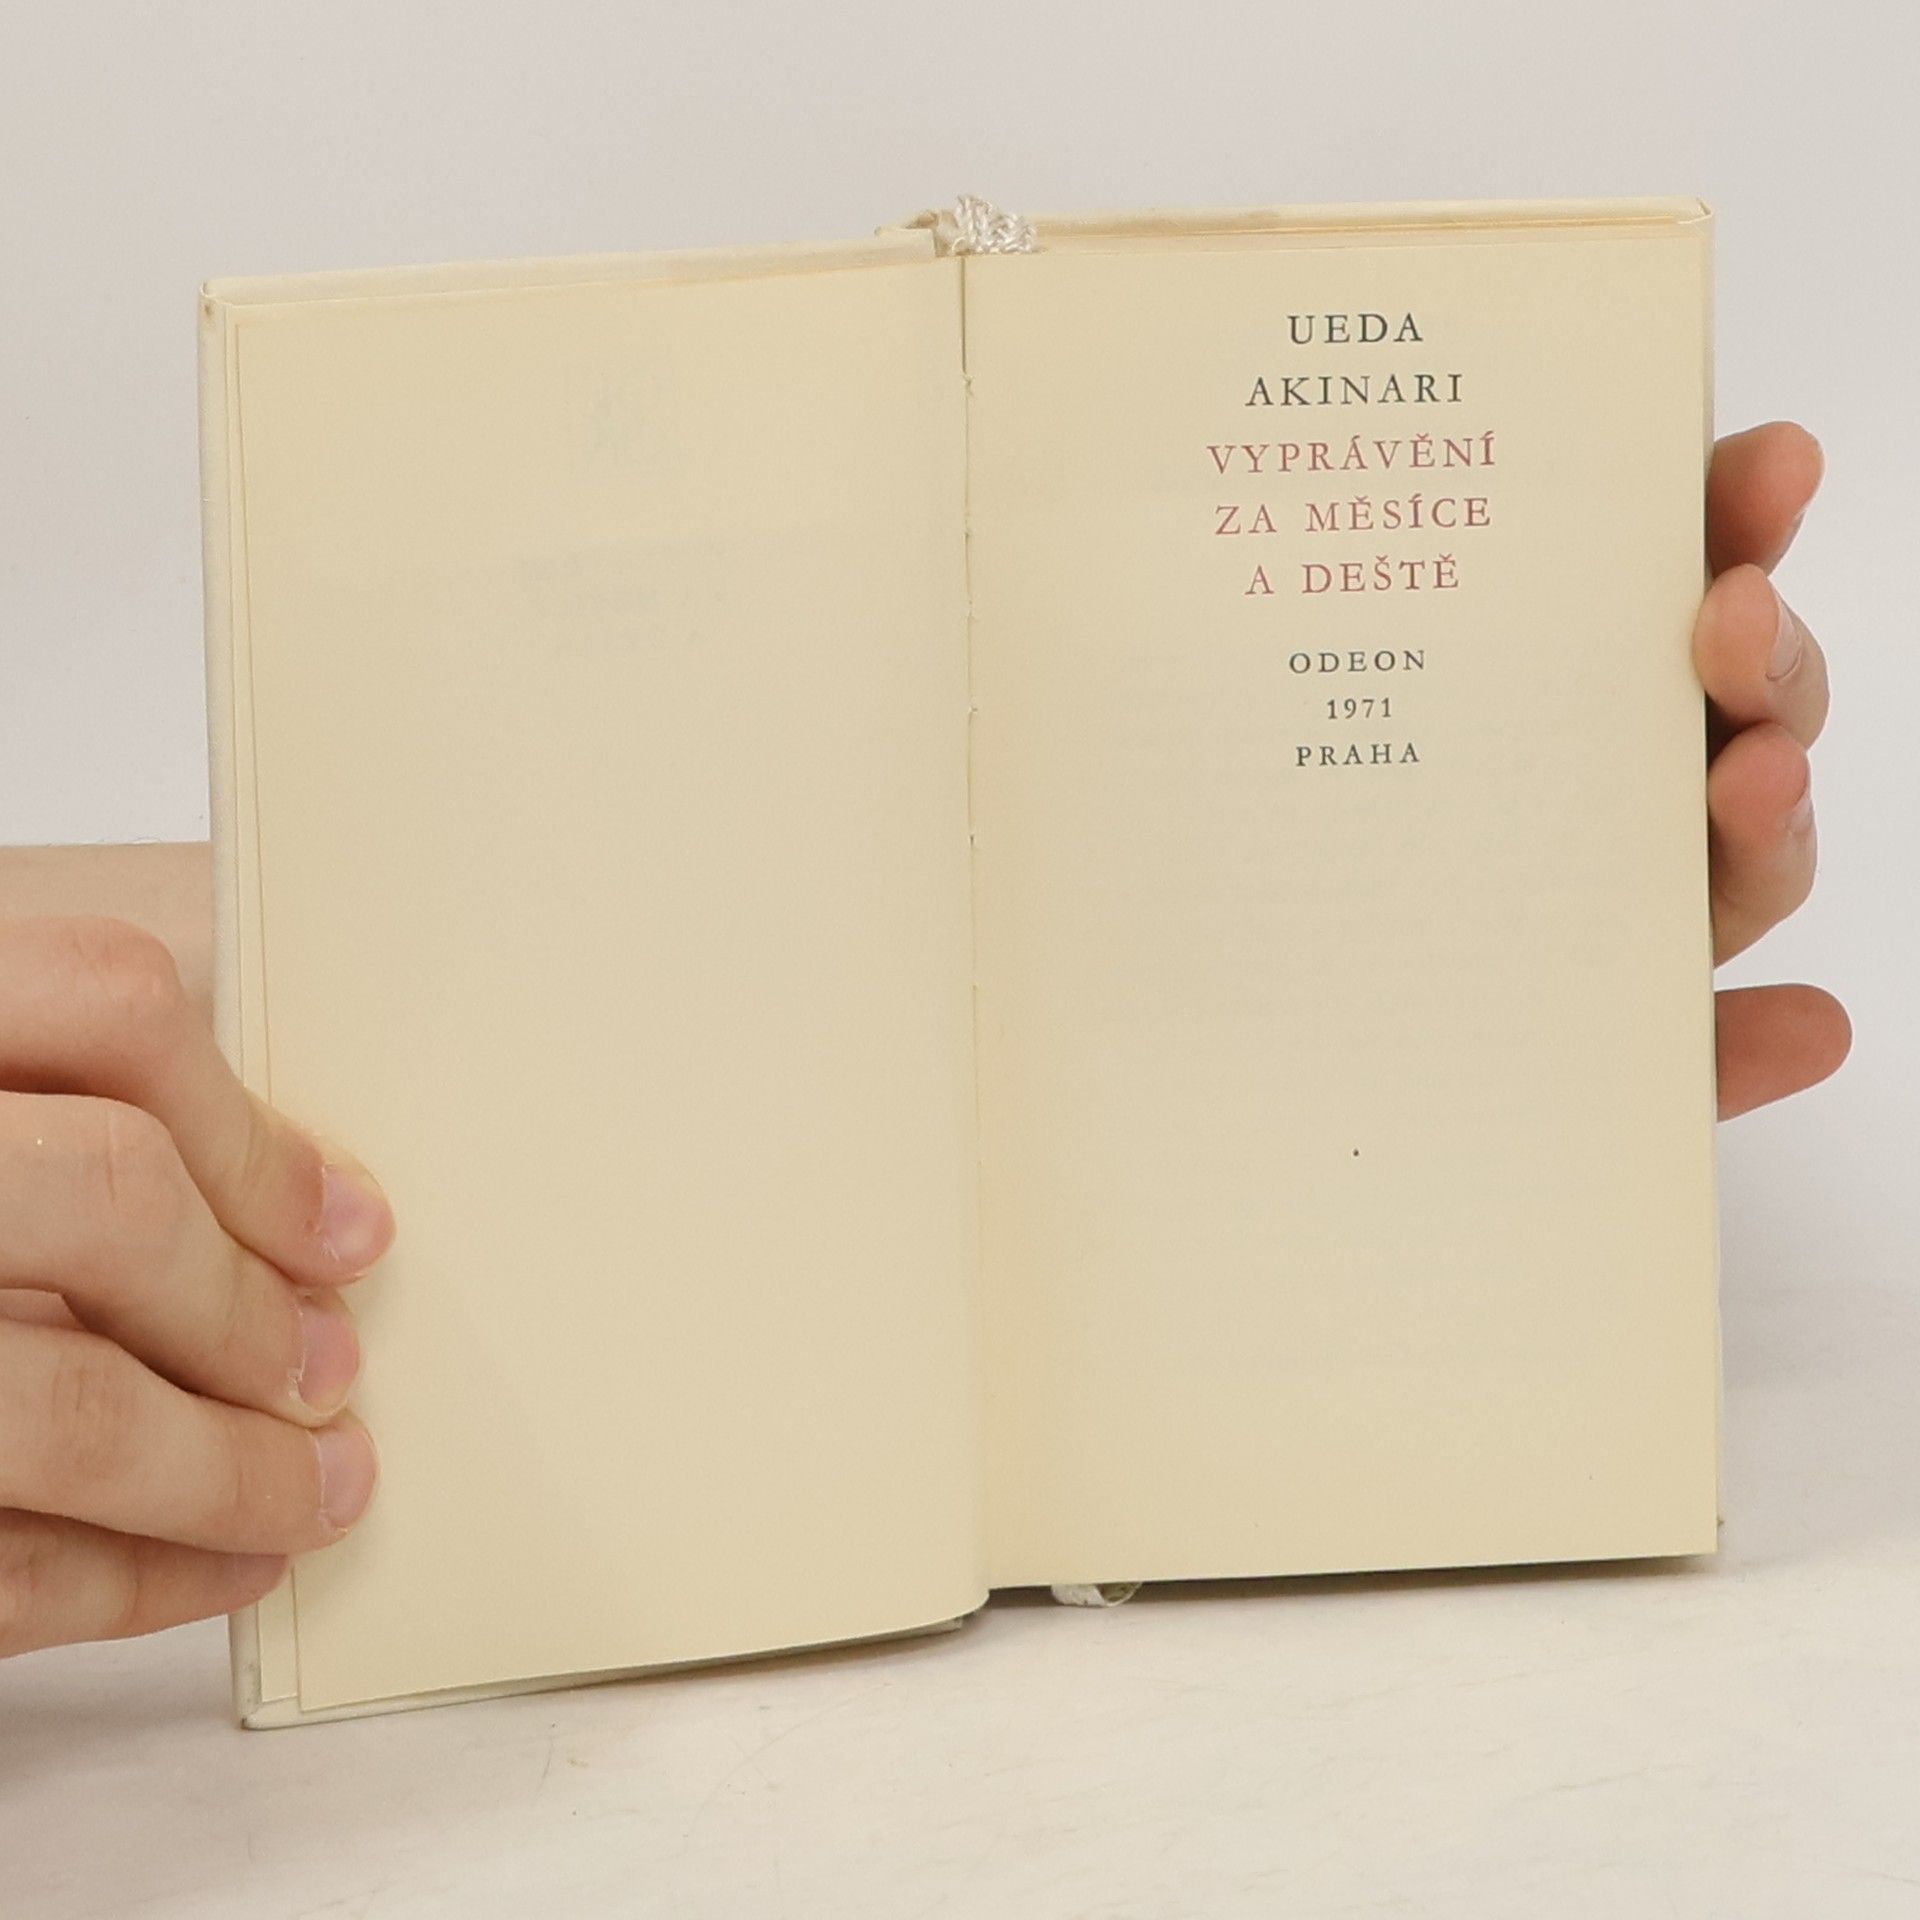 UEDA
AKINARI
VYPRÁVĚNÍ
ZA MĚSÍCE
A DEŠTĚ
ODEON
1971
PRAHA